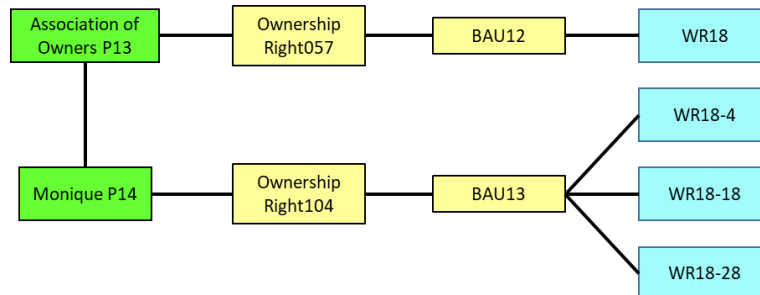 Association of
Owners P13
Ownership
Right057
BAU12
WR18
WR18-4
Monique P14
Ownership
Right104
BAU13
WR18-18
WR18-28